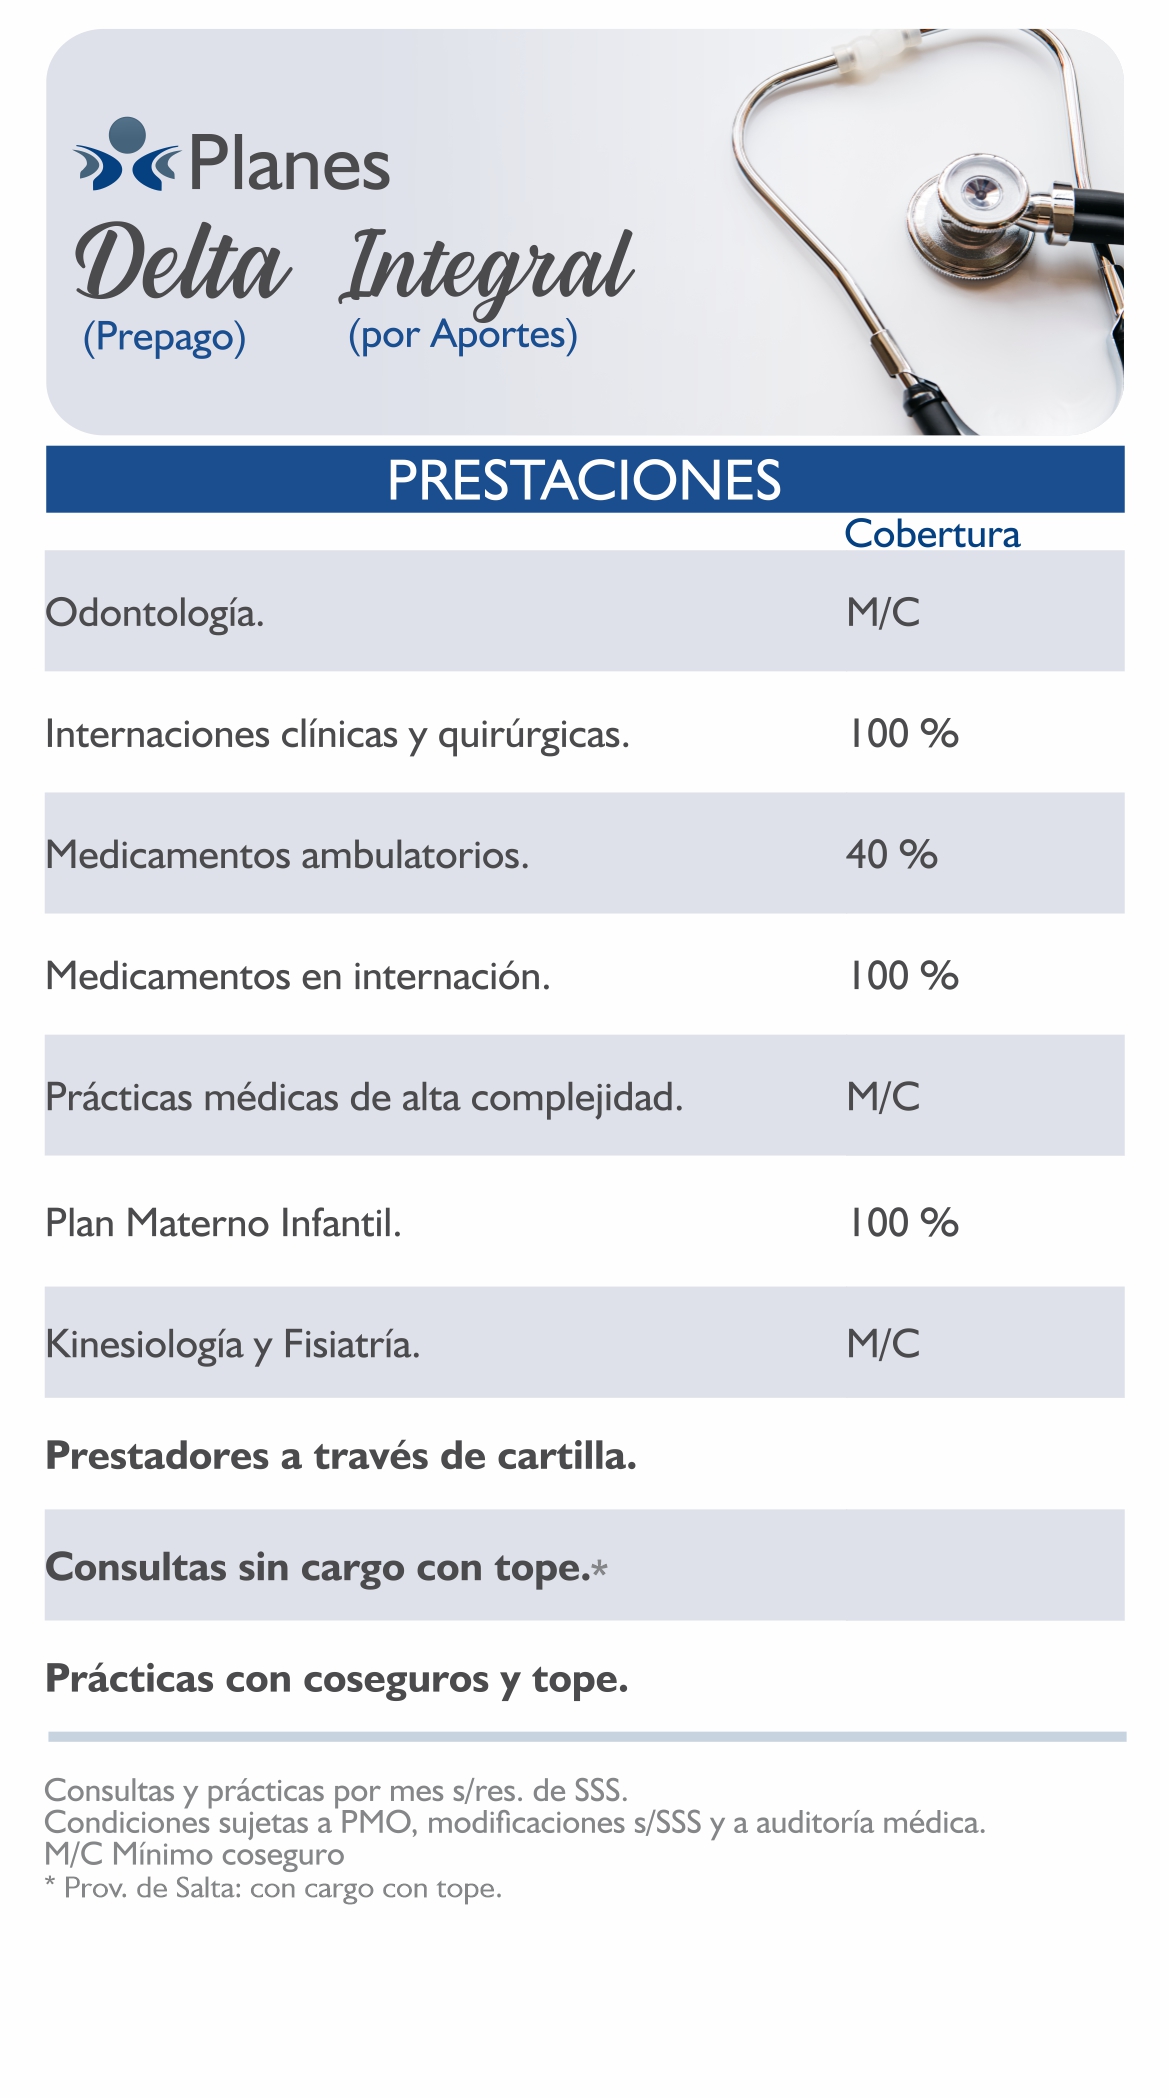 Planes
Delta Integral
(Prepago) (por Aportes)
PRESTACIONES
Cobertura
Odontología. M/C
Internaciones clínicas y quirúrgicas. 100 %
Medicamentos ambulatorios. 40 %
Medicamentos en internación. 100 %
Prácticas médicas de alta complejidad. M/C
Plan Materno Infantil. 100 %
Kinesiología y Fisiatría. M/C
Prestadores a través de cartilla.
Consultas sin cargo con tope.*
Prácticas con coseguros y tope.
Consultas y prácticas por mes s/res. de SSS.
Condiciones sujetas a PMO, modificaciones s/SSS y a auditoría médica.
M/C Mínimo coseguro
* Prov. de Salta: con cargo con tope.